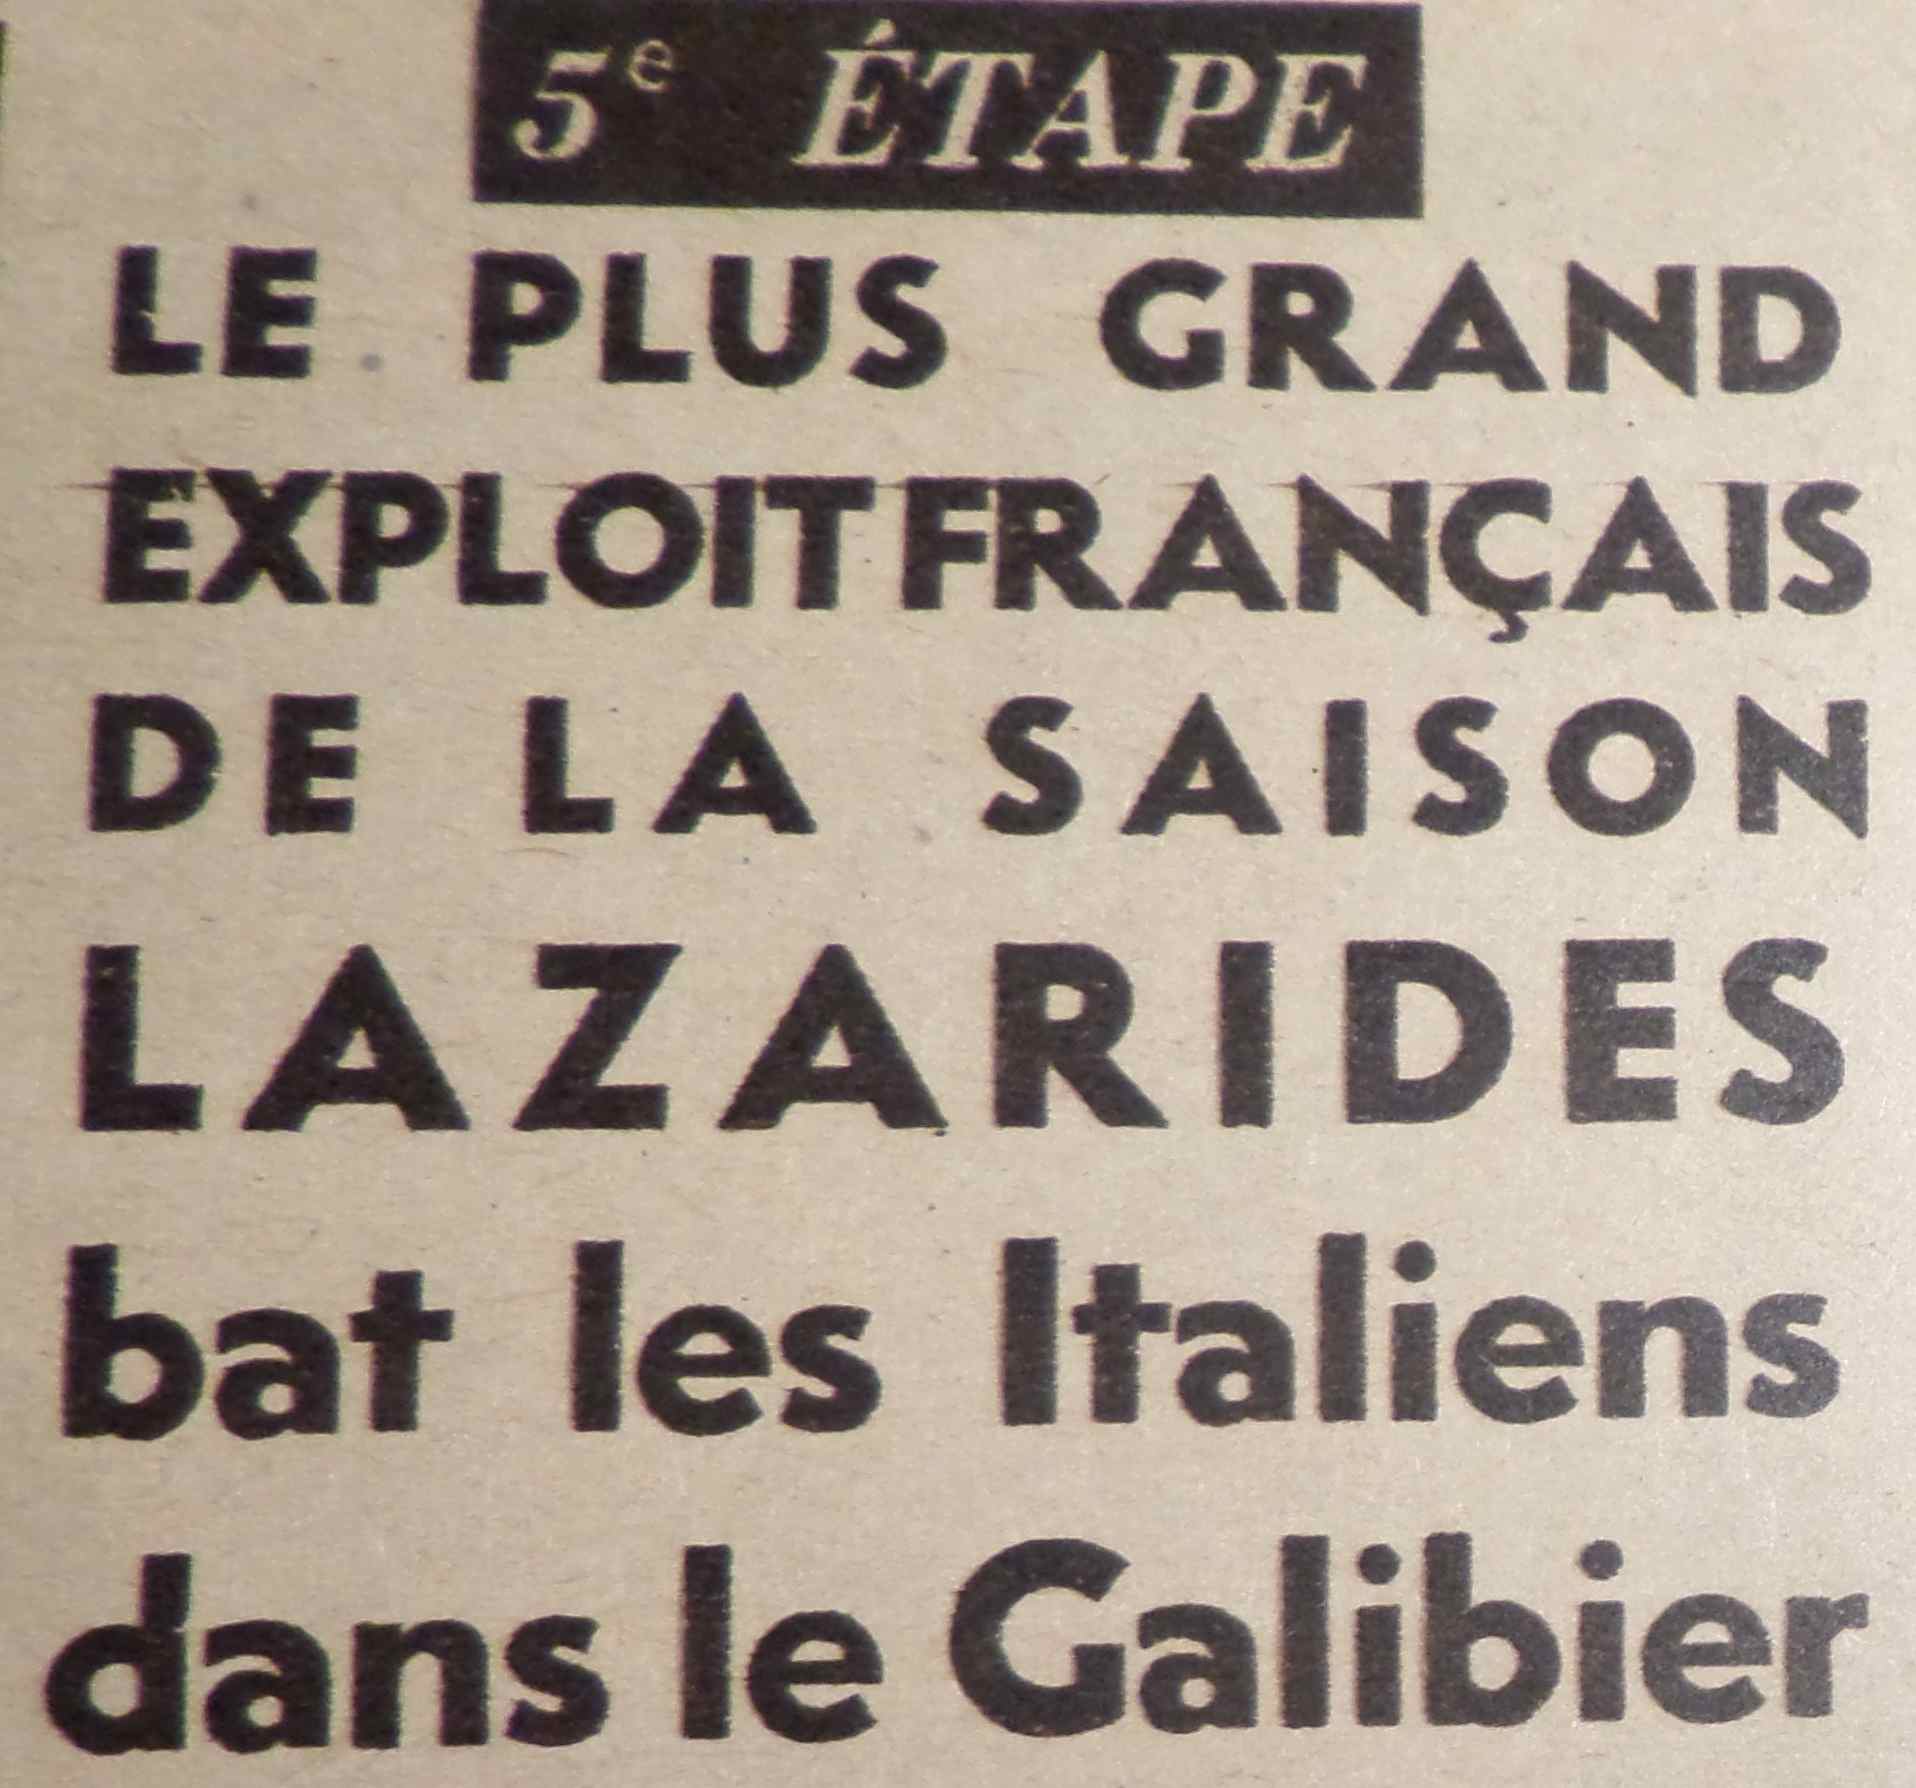 5e ÉTAPE
LE PLUS GRAND
EXPLOIT FRANÇAIS
DE LA SAISON
LAZARIDES
bat les Italiens
dans le Galibier